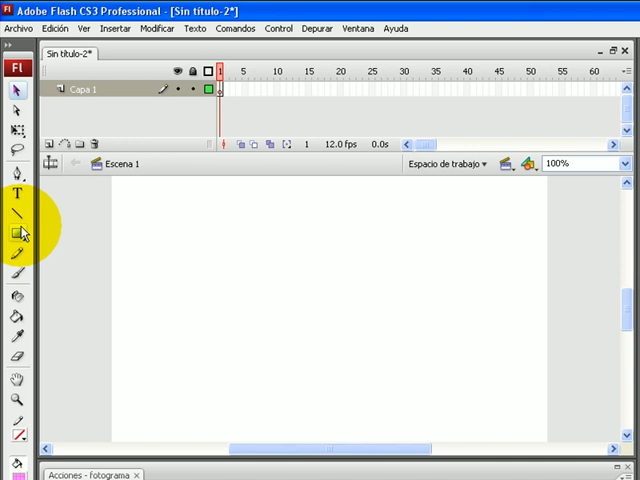 Fl Adobe Flash CS3 Professional - [Sin título-2*]
Archivo Edición Ver Insertar Modificar Texto Comandos Control Depurar Ventana Ayuda
Sin título-2*
Fl
1 5 10 15 20 25 30 35 40 45 50 55 60
Capa 1
1 12.0 fps 0.0s
Escena 1 Espacio de trabajo 100%
T
Acciones - fotograma